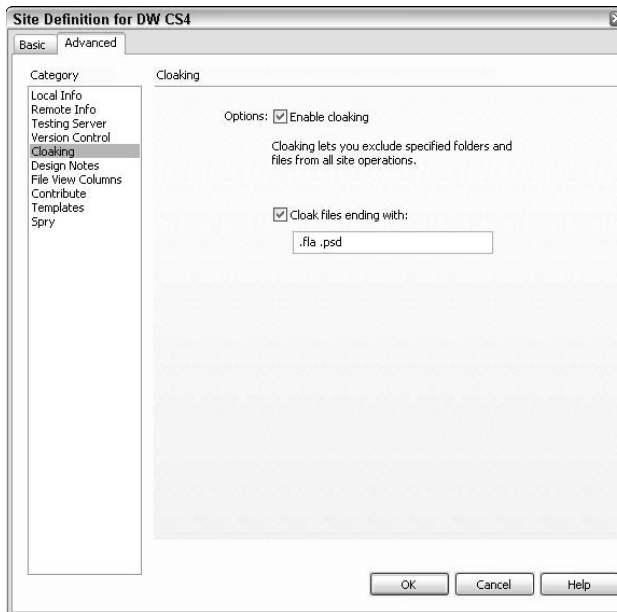 Site Definition for DW CS4
Basic
Advanced
Category
Cloaking
Local Info
Remote Info
Testing Server
Version Control
Cloaking
Design Notes
File View Columns
Contribute
Templates
Spry
Options: Enable cloaking
Cloaking lets you exclude specified folders and
files from all site operations.
Cloak files ending with:
.fla .psd
OK
Cancel
Help